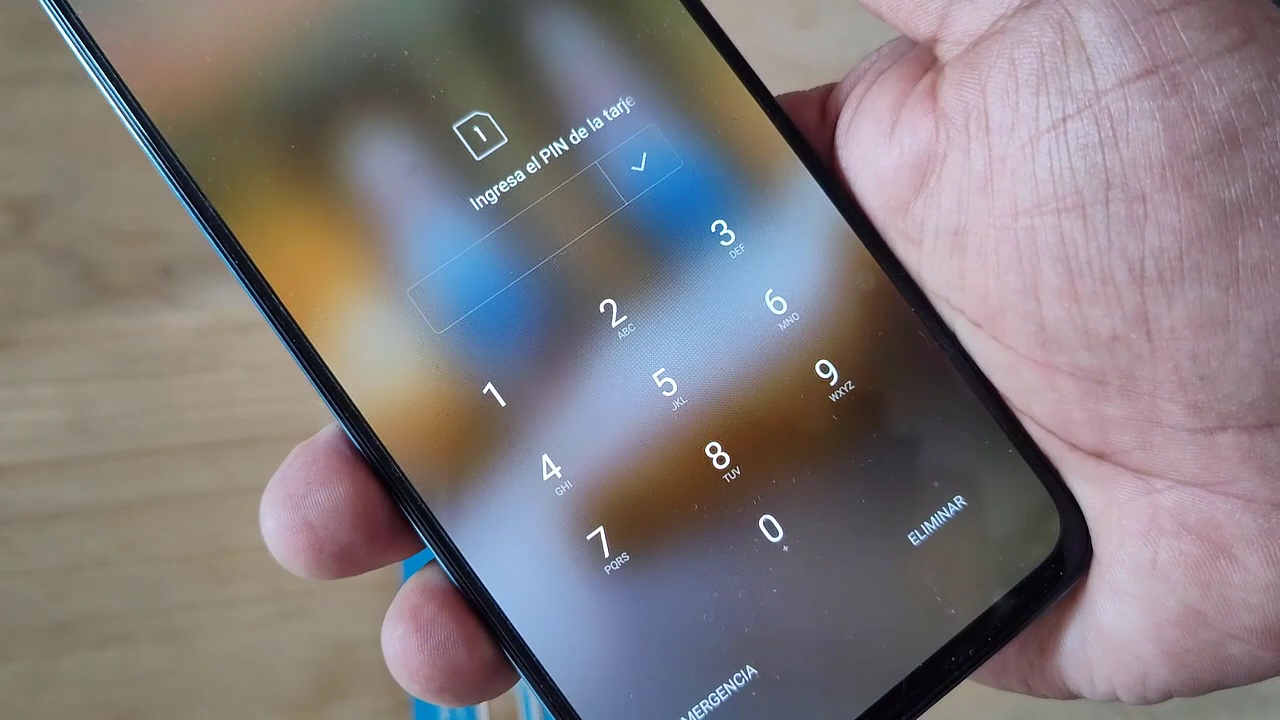 1
Ingresa el PIN de la tarje
1
2 ABC
3 DEF
4 GHI
5 JKL
6 MNO
7 PQRS
8 TUV
9 WXYZ
0 +
ELIMINAR
MERGENCIA